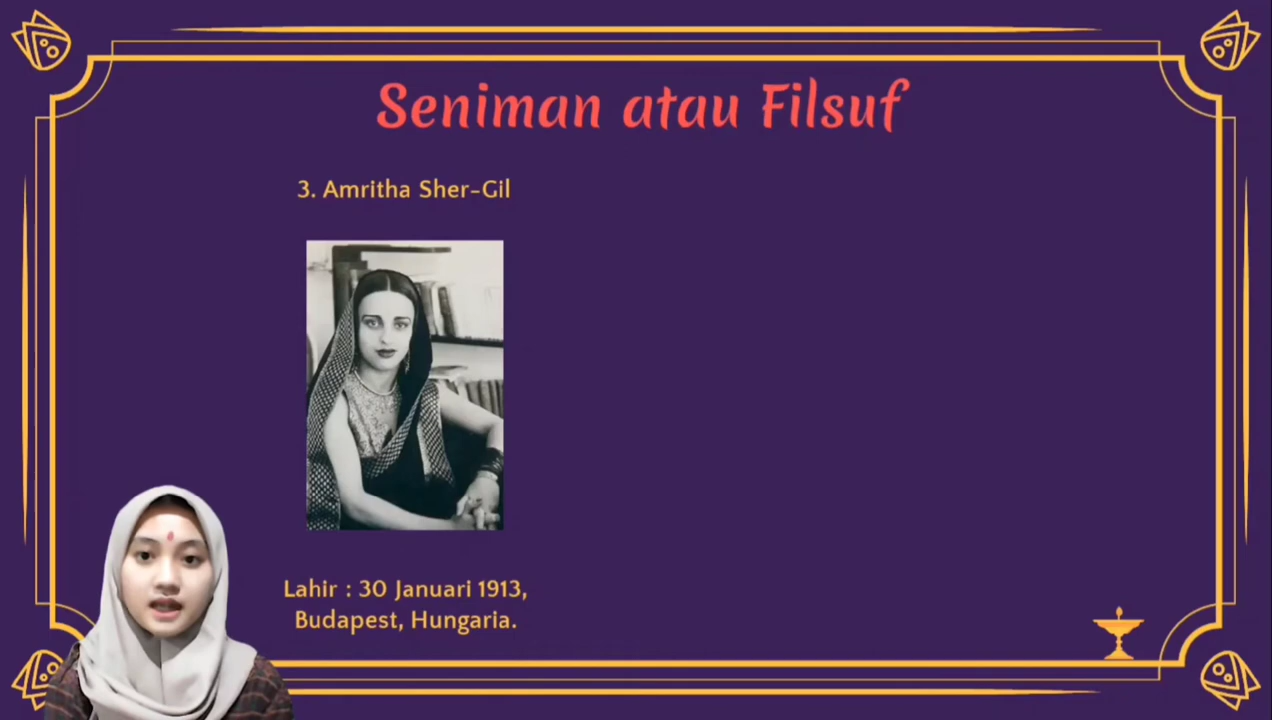 Seniman atau Filsuf
3. Amritha Sher-Gil
Lahir : 30 Januari 1913,
Budapest, Hungaria.